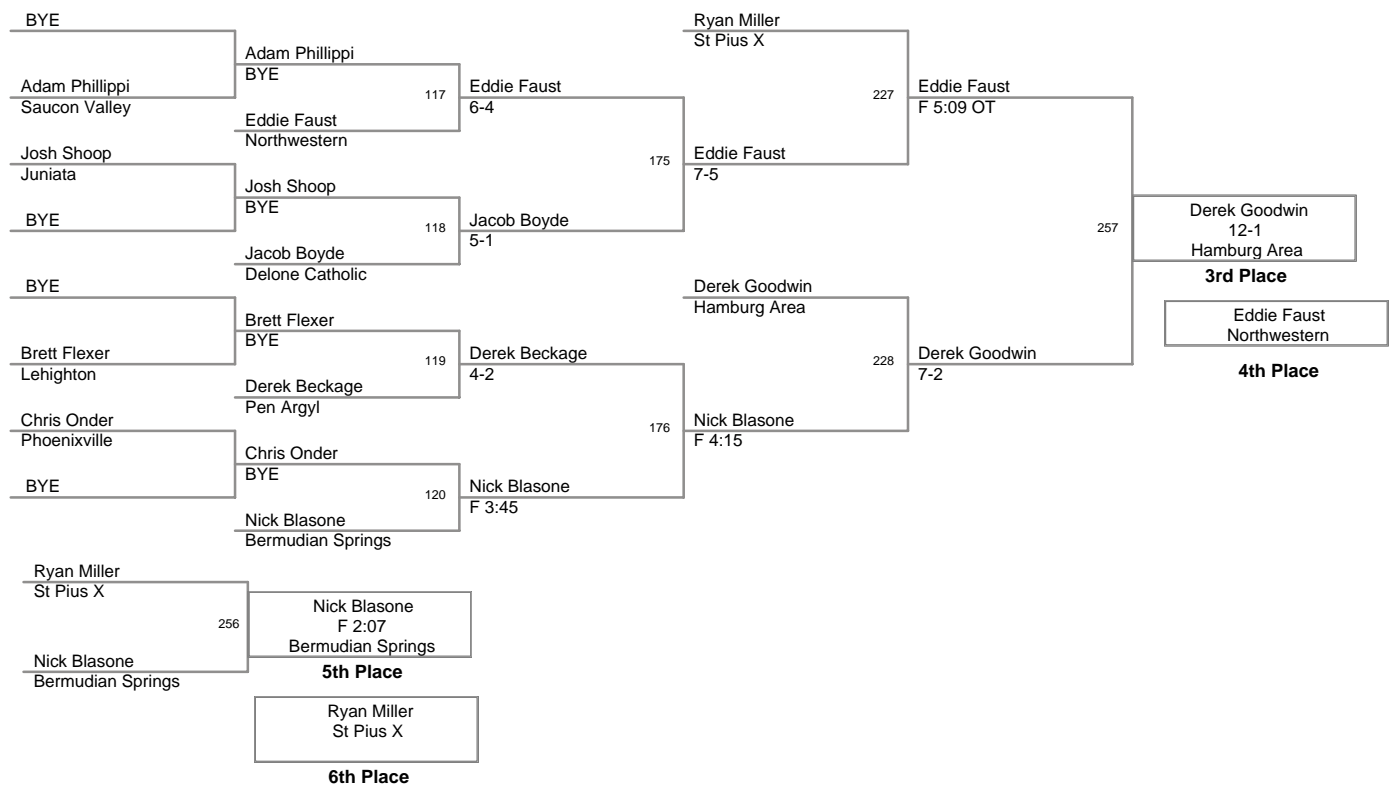 BYE
Adam Phillippi
Saucon Valley
Josh Shoop
Juniata
BYE
BYE
Brett Flexer
Lehighton
Chris Onder
Phoenixville
BYE
Adam Phillippi
BYE
117
Eddie Faust
Northwestern
Josh Shoop
BYE
118
Jacob Boyde
Delone Catholic
Brett Flexer
BYE
119
Derek Beckage
Pen Argyl
Chris Onder
BYE
120
Nick Blasone
Bermudian Springs
Eddie Faust
6-4
175
Jacob Boyde
5-1
Derek Beckage
4-2
176
Nick Blasone
F 3:45
Ryan Miller
St Pius X
227
Eddie Faust
7-5
Derek Goodwin
Hamburg Area
228
Nick Blasone
F 4:15
Eddie Faust
F 5:09 OT
257
Derek Goodwin
7-2
Derek Goodwin
12-1
Hamburg Area
3rd Place
Eddie Faust
Northwestern
4th Place
Ryan Miller
St Pius X
256
Nick Blasone
Bermudian Springs
Nick Blasone
F 2:07
Bermudian Springs
5th Place
Ryan Miller
St Pius X
6th Place